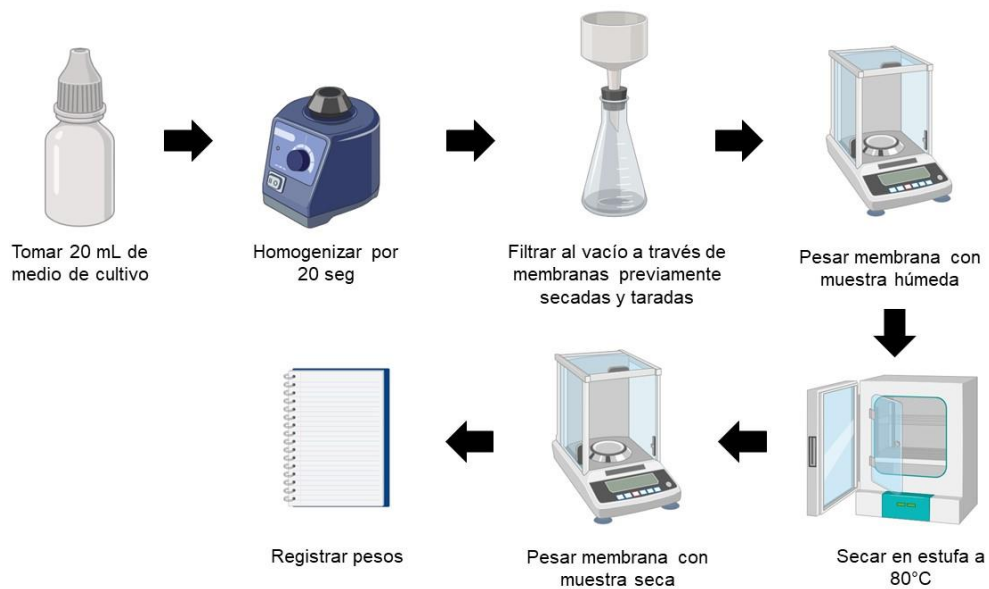 Tomar 20 mL de
medio de cultivo
Homogenizar por
20 seg
Filtrar al vacío a través de
membranas previamente
secadas y taradas
Pesar membrana con
muestra húmeda
Secar en estufa a
80°C
Pesar membrana con
muestra seca
Registrar pesos